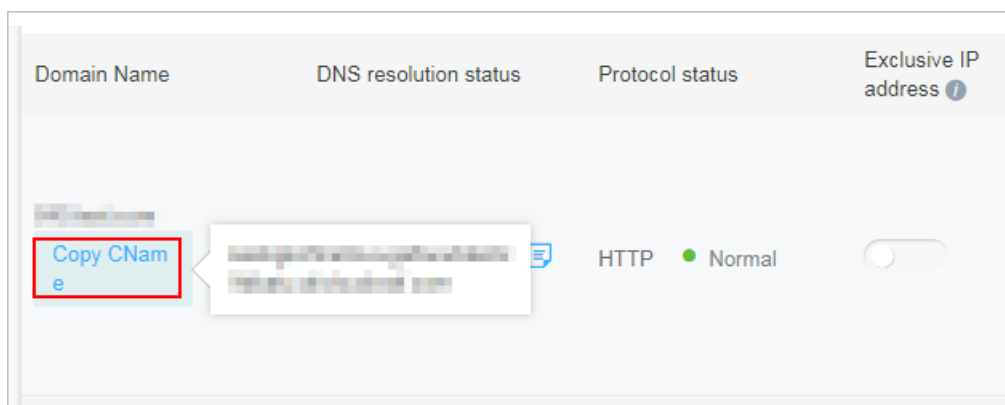 Domain Name
DNS resolution status
Protocol status
Exclusive IP
address
Copy CNam
e
HTTP
Normal